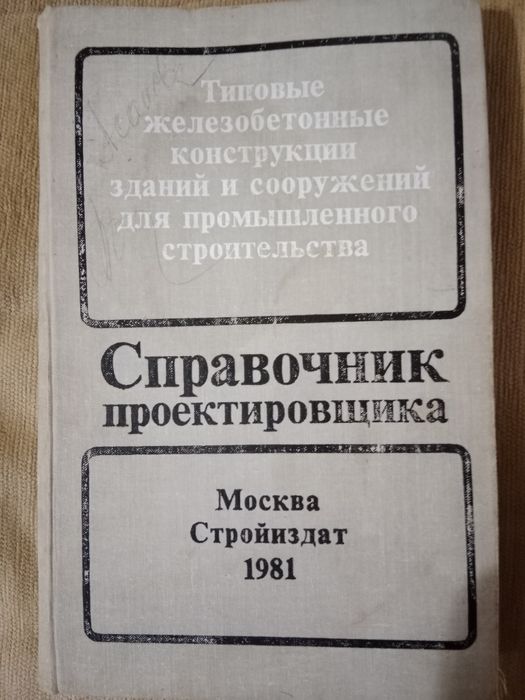 Типовые
железобетонные
конструкции
зданий и сооружений
для промышленного
строительства
Справочник
проектировщика
Москва
Стройиздат
1981